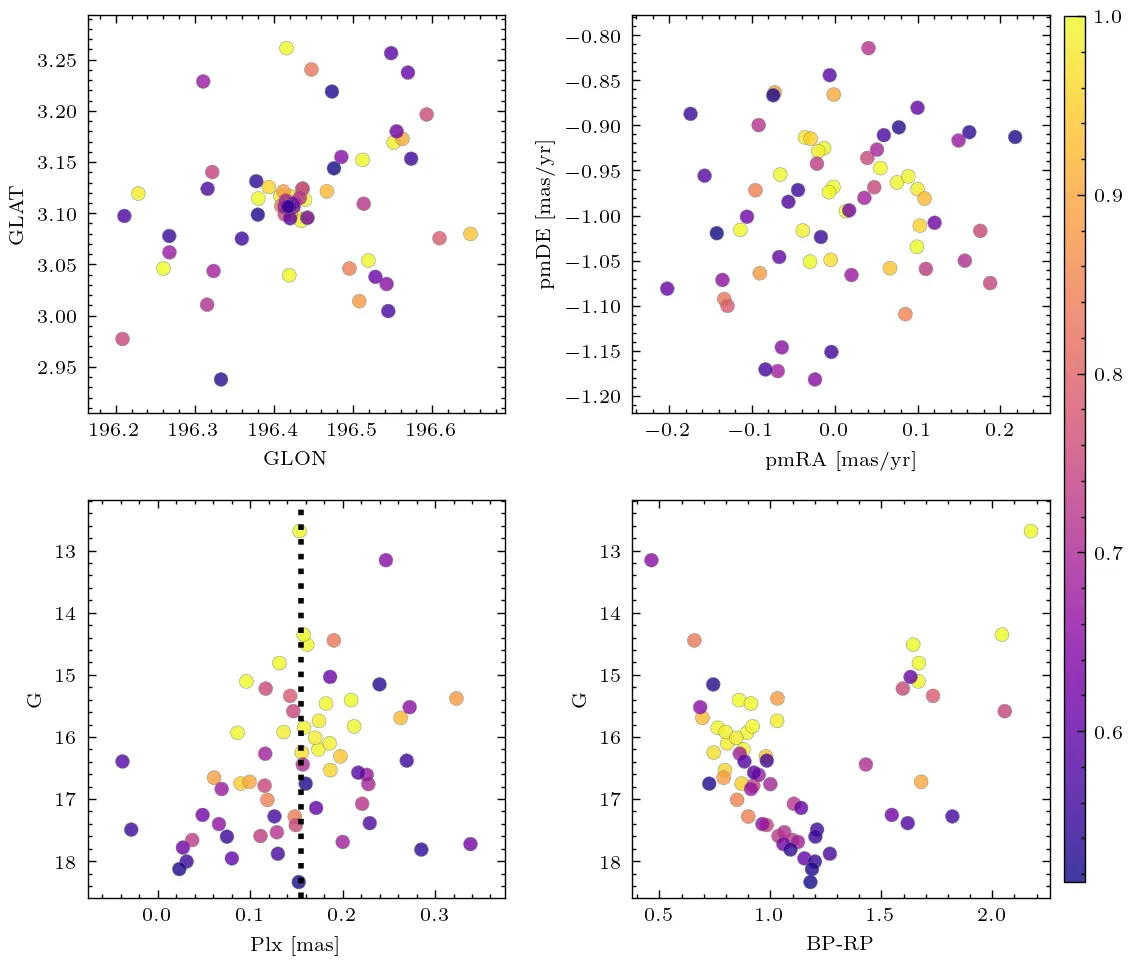 3.25
3.20
3.15
3.10
3.05
3.00
2.95
GLAT
196.2 196.3 196.4 196.5 196.6
GLON
−0.80
−0.85
−0.90
−0.95
−1.00
−1.05
−1.10
−1.15
−1.20
pmDE [mas/yr]
−0.2 −0.1 0.0 0.1 0.2
pmRA [mas/yr]
13
14
15
16
17
18
G
0.0 0.1 0.2 0.3
Plx [mas]
13
14
15
16
17
18
G
0.5 1.0 1.5 2.0
BP-RP
1.0
0.9
0.8
0.7
0.6